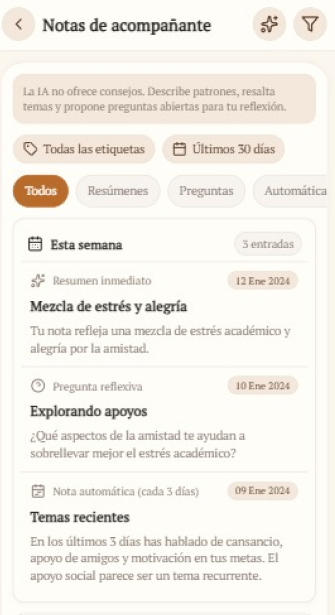 Notas de acompañante
La IA no ofrece consejos. Describe patrones, resalta
temas y propone preguntas abiertas para tu reflexión.
Todas las etiquetas
Últimos 30 días
Todos
Resúmenes
Preguntas
Automática
Esta semana
3 entradas
Resumen inmediato
12 Ene 2024
Mezcla de estrés y alegría
Tu nota refleja una mezcla de estrés académico y
alegría por la amistad.
Pregunta reflexiva
10 Ene 2024
Explorando apoyos
¿Qué aspectos de la amistad te ayudan a
sobrellevar mejor el estrés académico?
Nota automática (cada 3 días)
09 Ene 2024
Temas recientes
En los últimos 3 días has hablado de cansancio,
apoyo de amigos y motivación en tus metas. El
apoyo social parece ser un tema recurrente.